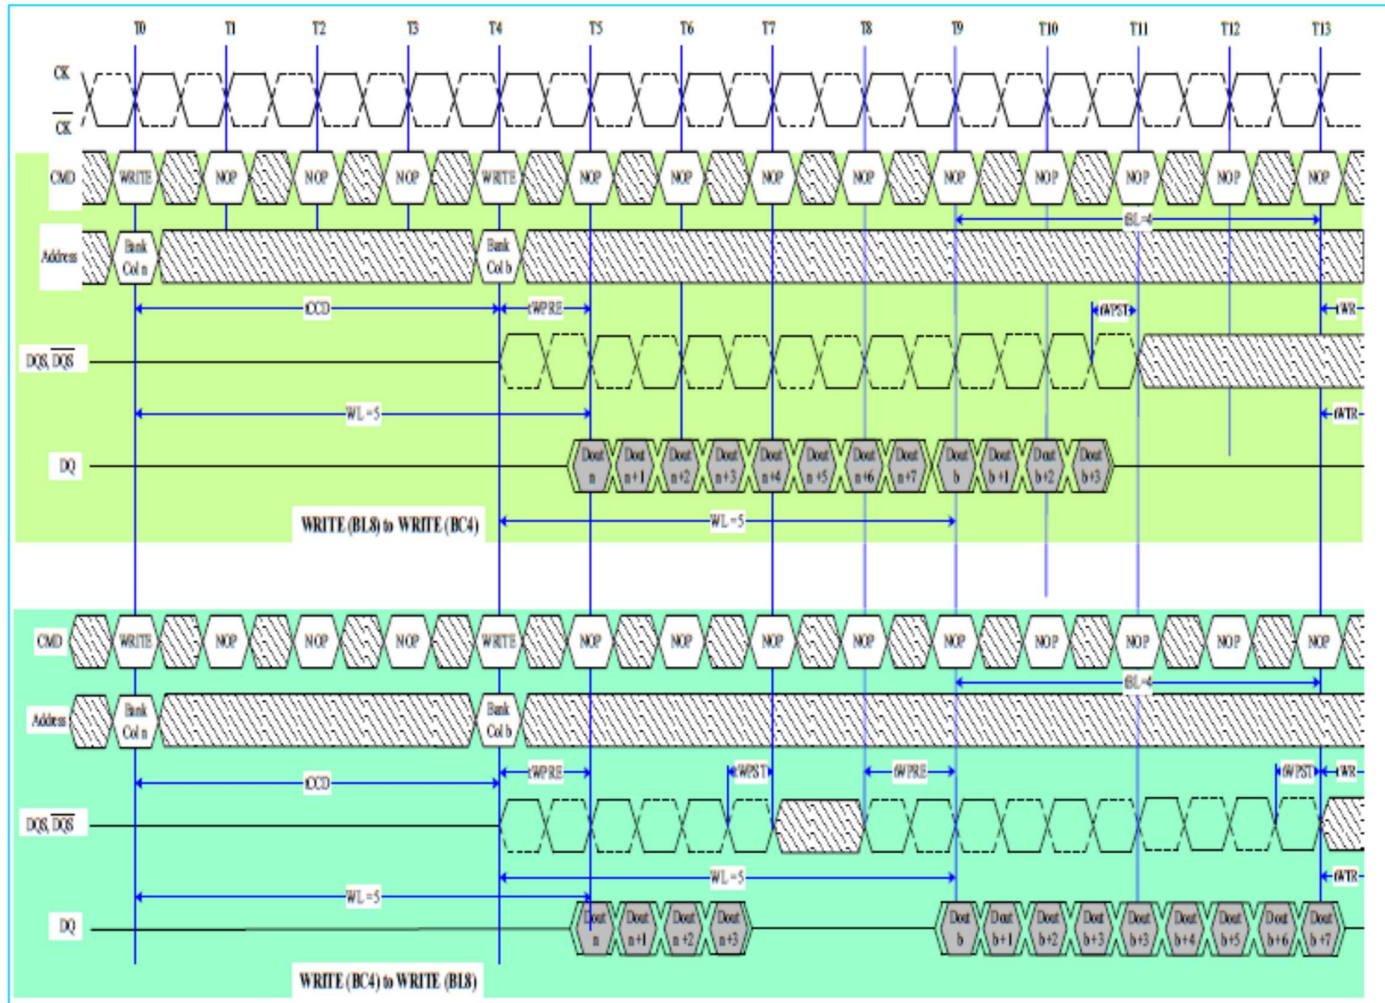 T0 T1 T2 T3 T4 T5 T6 T7 T8 T9 T10 T11 T12 T13
CK
CK
CMD WRITE NOP NOP NOP WRITE NOP NOP NOP NOP NOP NOP NOP NOP NOP
tBL=4
Address Bank Col n Bank Col b
tCCD tWPRE tWPST tWR
DQS, DQS
WL=5 tWTR
DQ Dout n Dout n+1 Dout n+2 Dout n+3 Dout n+4 Dout n+5 Dout n+6 Dout n+7 Dout b Dout b+1 Dout b+2 Dout b+3
WRITE (BL8) to WRITE (BC4) WL=5
CMD WRITE NOP NOP NOP WRITE NOP NOP NOP NOP NOP NOP NOP NOP NOP
tBL=4
Address Bank Col n Bank Col b
tCCD tWPRE tWPST tWPRE tWPST tWR
DQS, DQS
WL=5 tWTR
WL=5
DQ Dout n Dout n+1 Dout n+2 Dout n+3 Dout b Dout b+1 Dout b+2 Dout b+3 Dout b+3 Dout b+4 Dout b+5 Dout b+6 Dout b+7
WRITE (BC4) to WRITE (BL8)